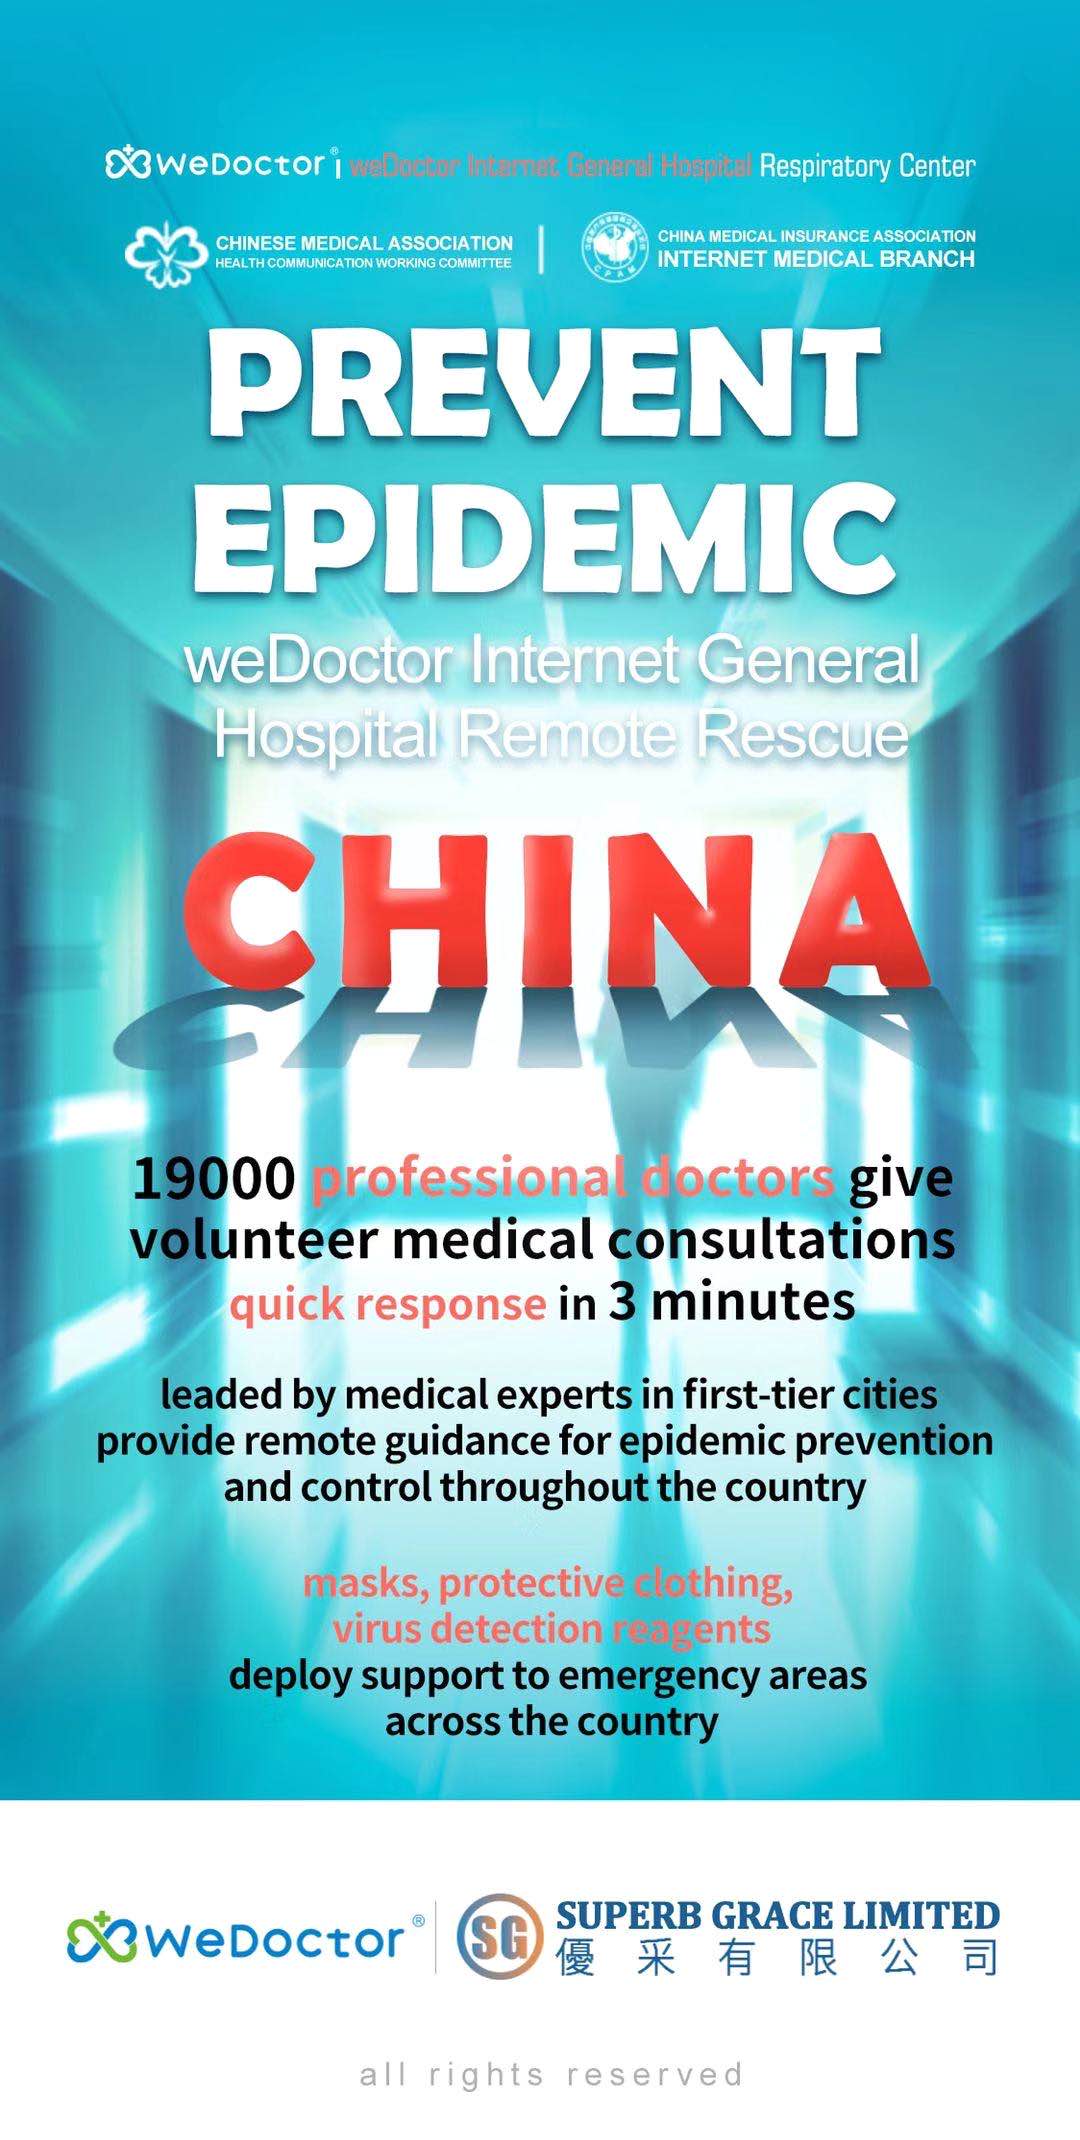 WeDoctor® | weDoctor Internet General Hospital Respiratory Center
CHINESE MEDICAL ASSOCIATION
HEALTH COMMUNICATION WORKING COMMITTEE
CHINA MEDICAL INSURANCE ASSOCIATION
INTERNET MEDICAL BRANCH
PREVENT
EPIDEMIC
weDoctor Internet General
Hospital Remote Rescue
CHINA
19000 professional doctors give
volunteer medical consultations
quick response in 3 minutes
leaded by medical experts in first-tier cities
provide remote guidance for epidemic prevention
and control throughout the country
masks, protective clothing,
virus detection reagents
deploy support to emergency areas
across the country
WeDoctor®
SG
SUPERB GRACE LIMITED
優采有限公司
all rights reserved